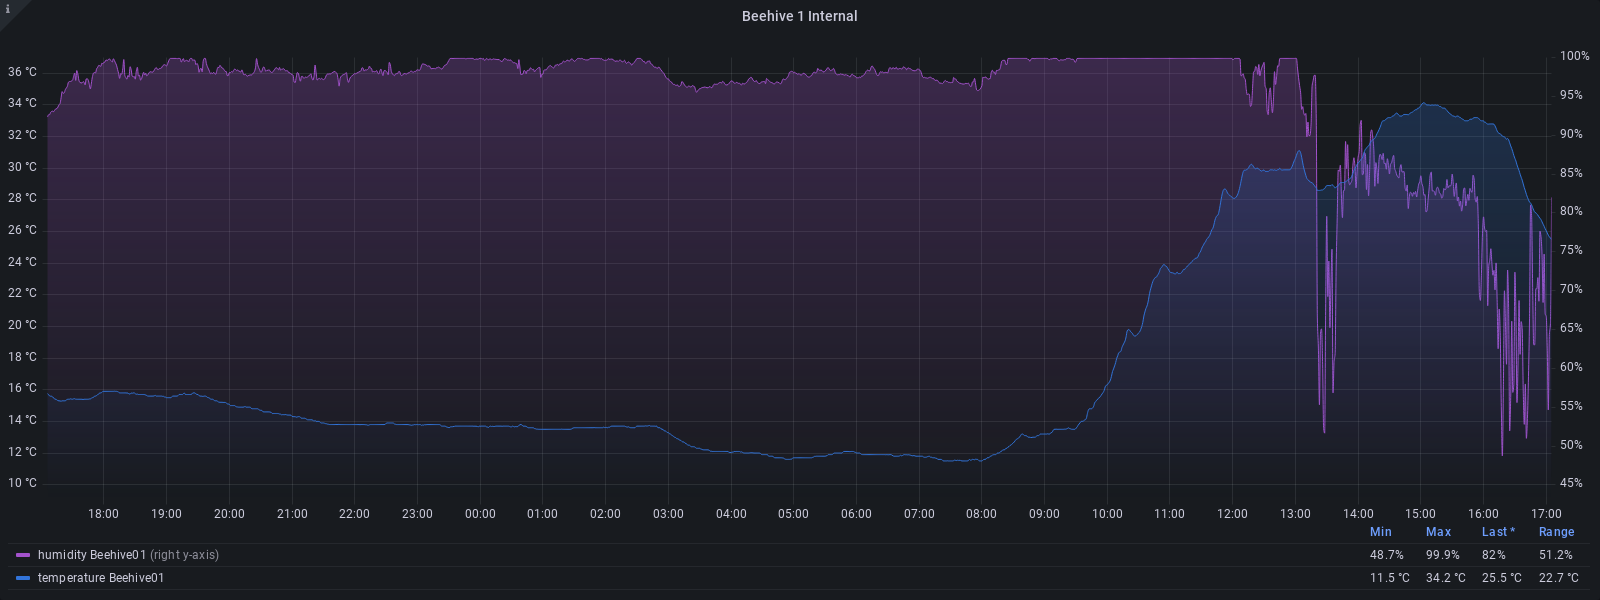 i
Beehive 1 Internal
36 °C
34 °C
32 °C
30 °C
28 °C
26 °C
24 °C
22 °C
20 °C
18 °C
16 °C
14 °C
12 °C
10 °C
100%
95%
90%
85%
80%
75%
70%
65%
60%
55%
50%
45%
18:00 19:00 20:00 21:00 22:00 23:00 00:00 01:00 02:00 03:00 04:00 05:00 06:00 07:00 08:00 09:00 10:00 11:00 12:00 13:00 14:00 15:00 16:00 17:00
Min Max Last * Range
humidity Beehive01 (right y-axis) 48.7% 99.9% 82% 51.2%
temperature Beehive01 11.5 °C 34.2 °C 25.5 °C 22.7 °C